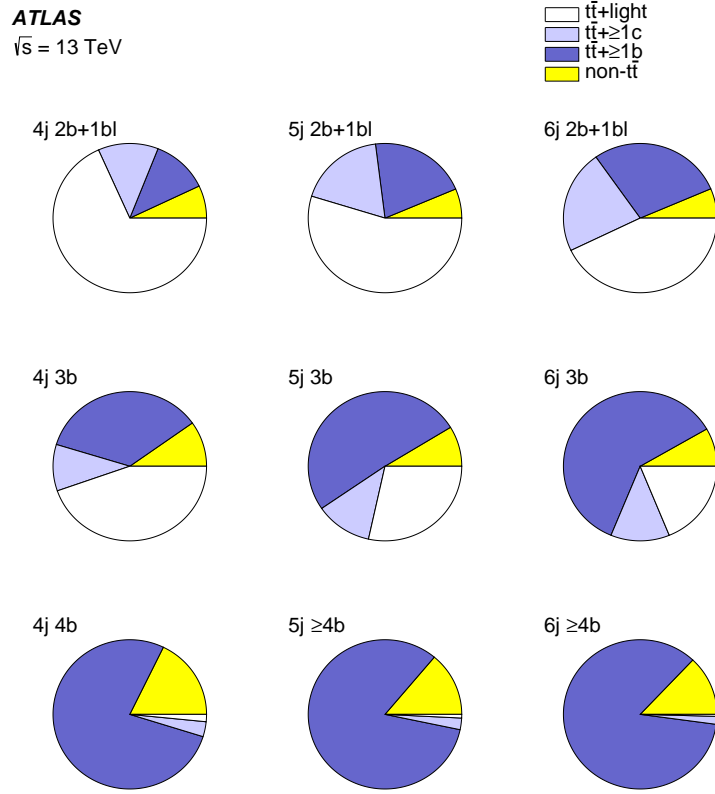 ATLAS
√s = 13 TeV
tt̄+light
tt̄+≥1c
tt̄+≥1b
non-tt̄
4j 2b+1bl
5j 2b+1bl
6j 2b+1bl
4j 3b
5j 3b
6j 3b
4j 4b
5j ≥4b
6j ≥4b